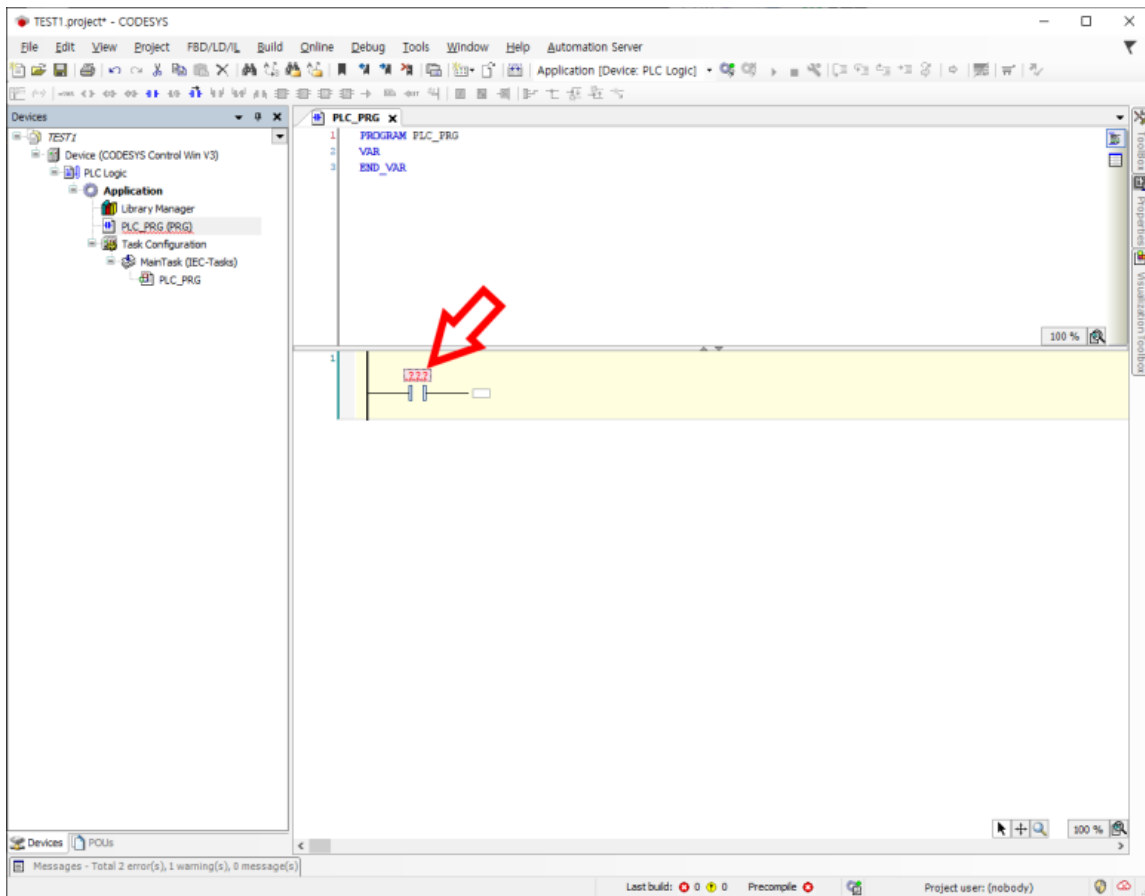 TEST1.project* - CODESYS
File Edit View Project FBD/LD/IL Build Online Debug Tools Window Help Automation Server
Application [Device: PLC Logic]
Devices
PLC_PRG
TEST1
Device (CODESYS Control Win V3)
PLC Logic
Application
Library Manager
PLC_PRG (PRG)
Task Configuration
MainTask (IEC-Tasks)
PLC_PRG
1 PROGRAM PLC_PRG
2 VAR
3 END_VAR
100 %
1
???
100 %
ToolBox
Properties
Visualization Toolbox
Devices POUs
Messages - Total 2 error(s), 1 warning(s), 0 message(s)
Last build: 0 0 Precompile Project user: (nobody)